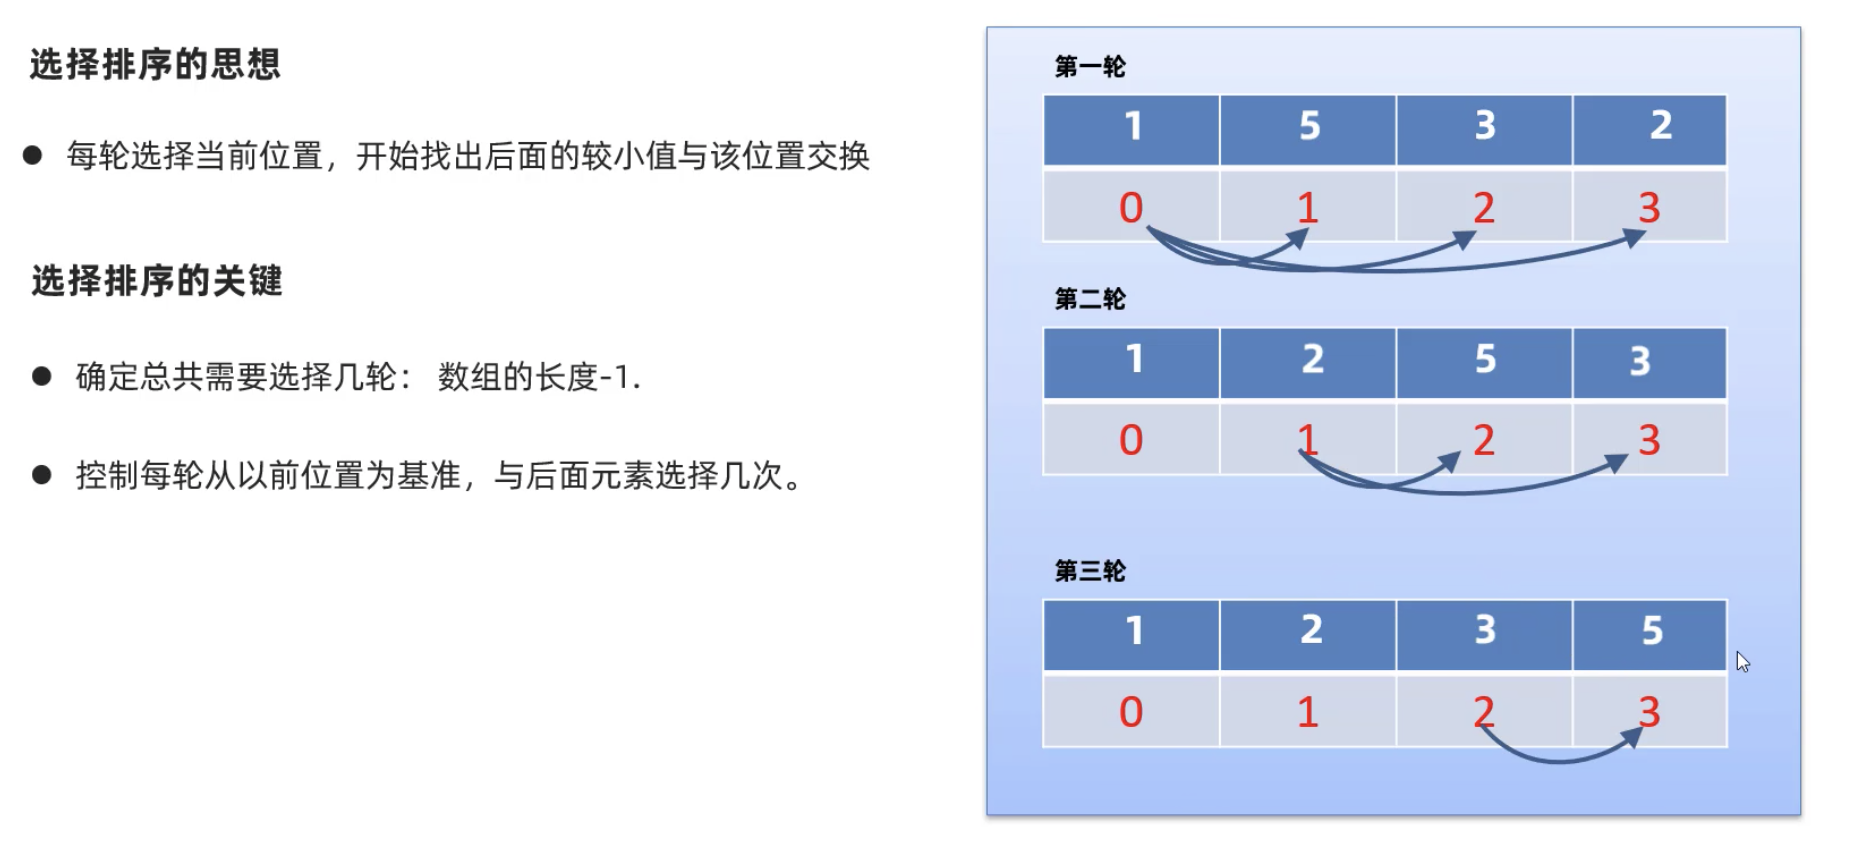 选择排序的思想
● 每轮选择当前位置，开始找出后面的较小值与该位置交换
选择排序的关键
● 确定总共需要选择几轮： 数组的长度-1.
● 控制每轮从以前位置为基准，与后面元素选择几次。
第一轮
1 5 3 2
0 1 2 3
第二轮
1 2 5 3
0 1 2 3
第三轮
1 2 3 5
0 1 2 3